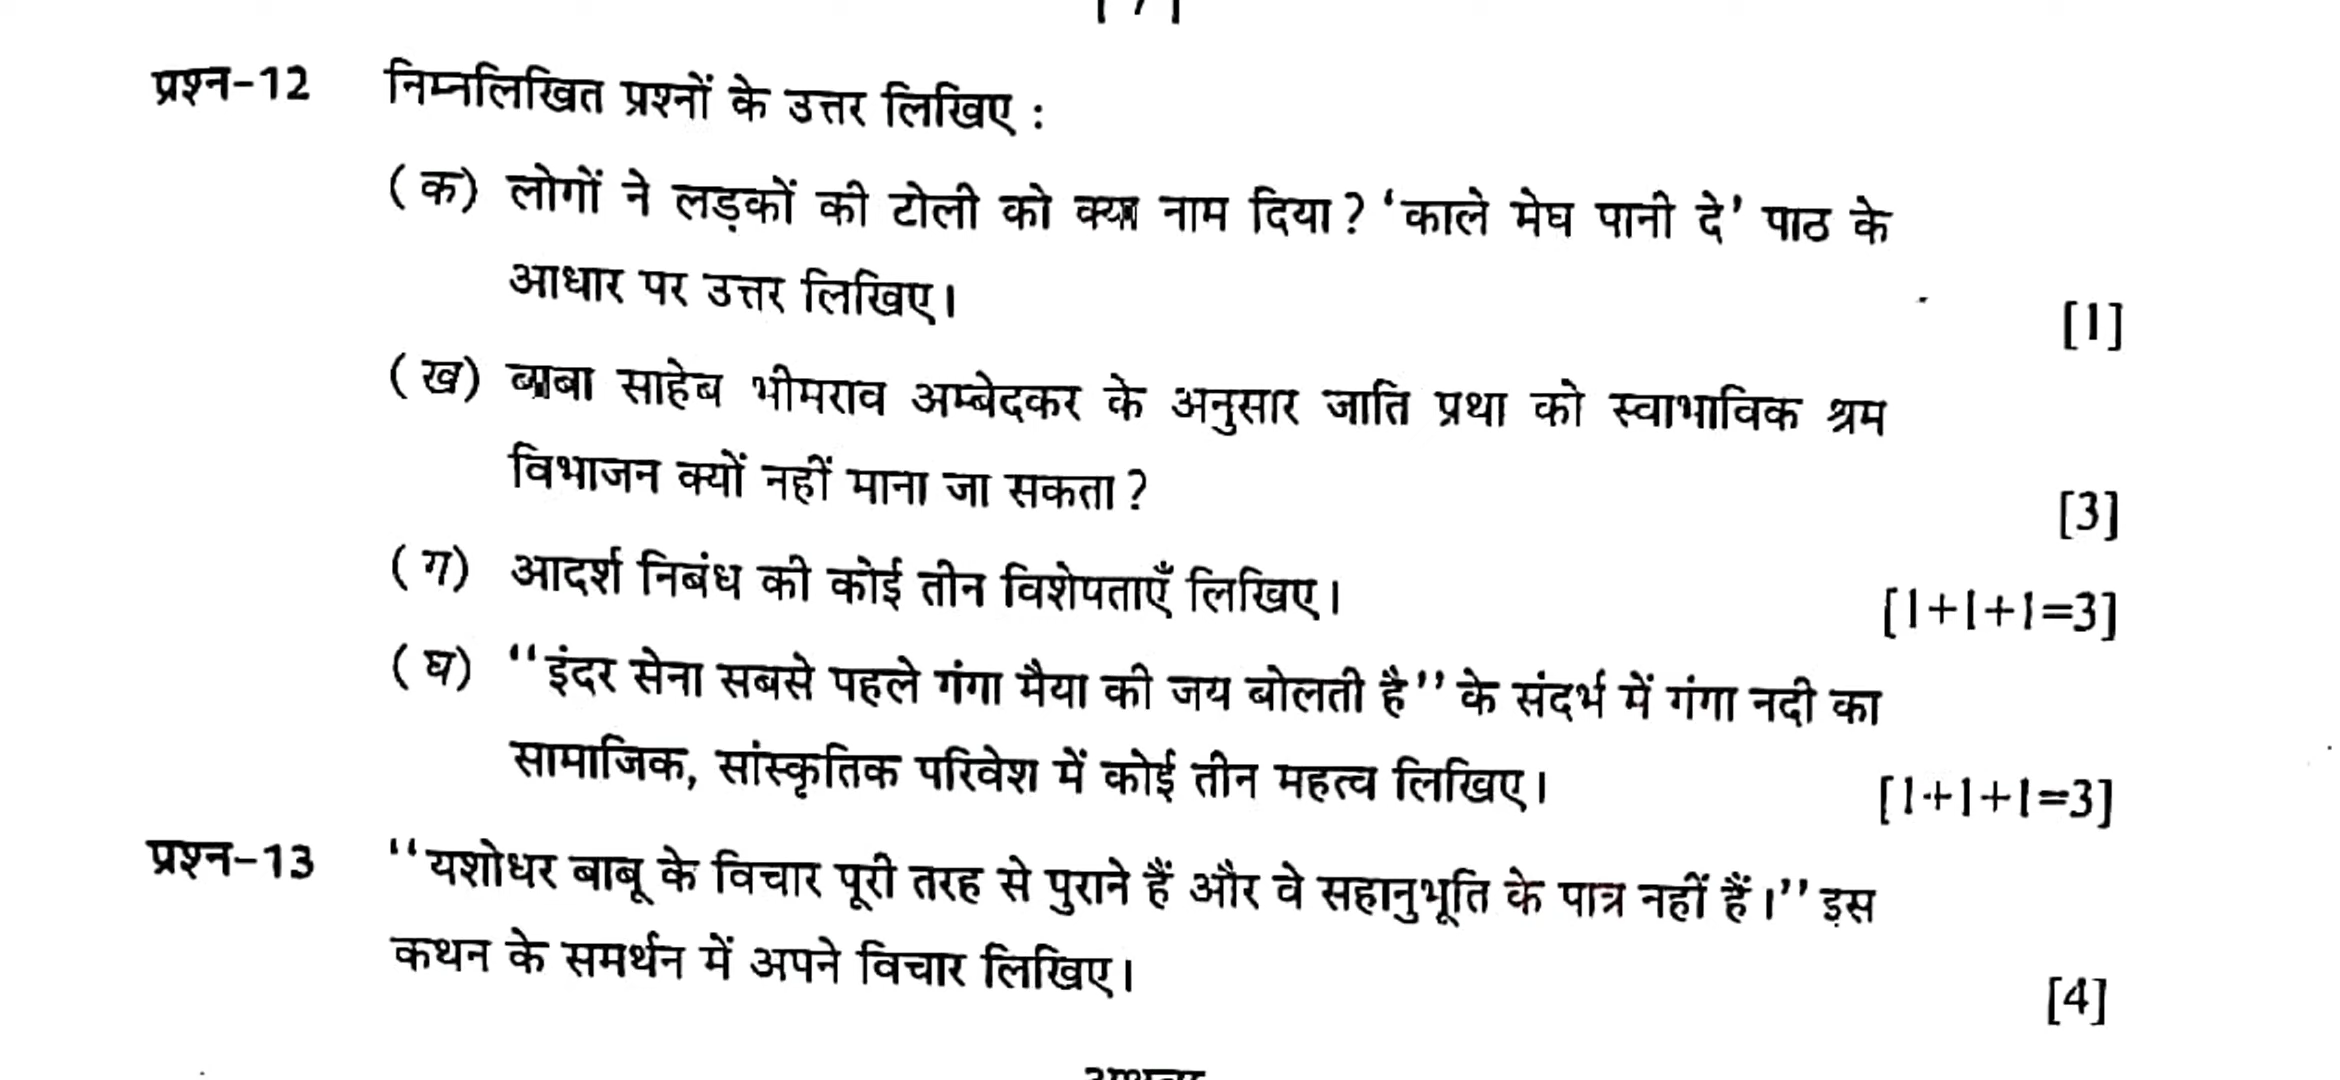 प्रश्न-12 निम्नलिखित प्रश्नों के उत्तर लिखिए :
(क) लोगों ने लड़कों की टोली को क्या नाम दिया? ‘काले मेघ पानी दे’ पाठ के
आधार पर उत्तर लिखिए।
[1]
(ख) बाबा साहेब भीमराव अम्बेदकर के अनुसार जाति प्रथा को स्वाभाविक श्रम
विभाजन क्यों नहीं माना जा सकता?
[3]
(ग) आदर्श निबंध की कोई तीन विशेषताएँ लिखिए। [1+1+1=3]
(घ) “इंदर सेना सबसे पहले गंगा मैया की जय बोलती है” के संदर्भ में गंगा नदी का
सामाजिक, सांस्कृतिक परिवेश में कोई तीन महत्व लिखिए। [1+1+1=3]
प्रश्न-13 “यशोधर बाबू के विचार पूरी तरह से पुराने हैं और वे सहानुभूति के पात्र नहीं हैं।” इस
कथन के समर्थन में अपने विचार लिखिए।
[4]